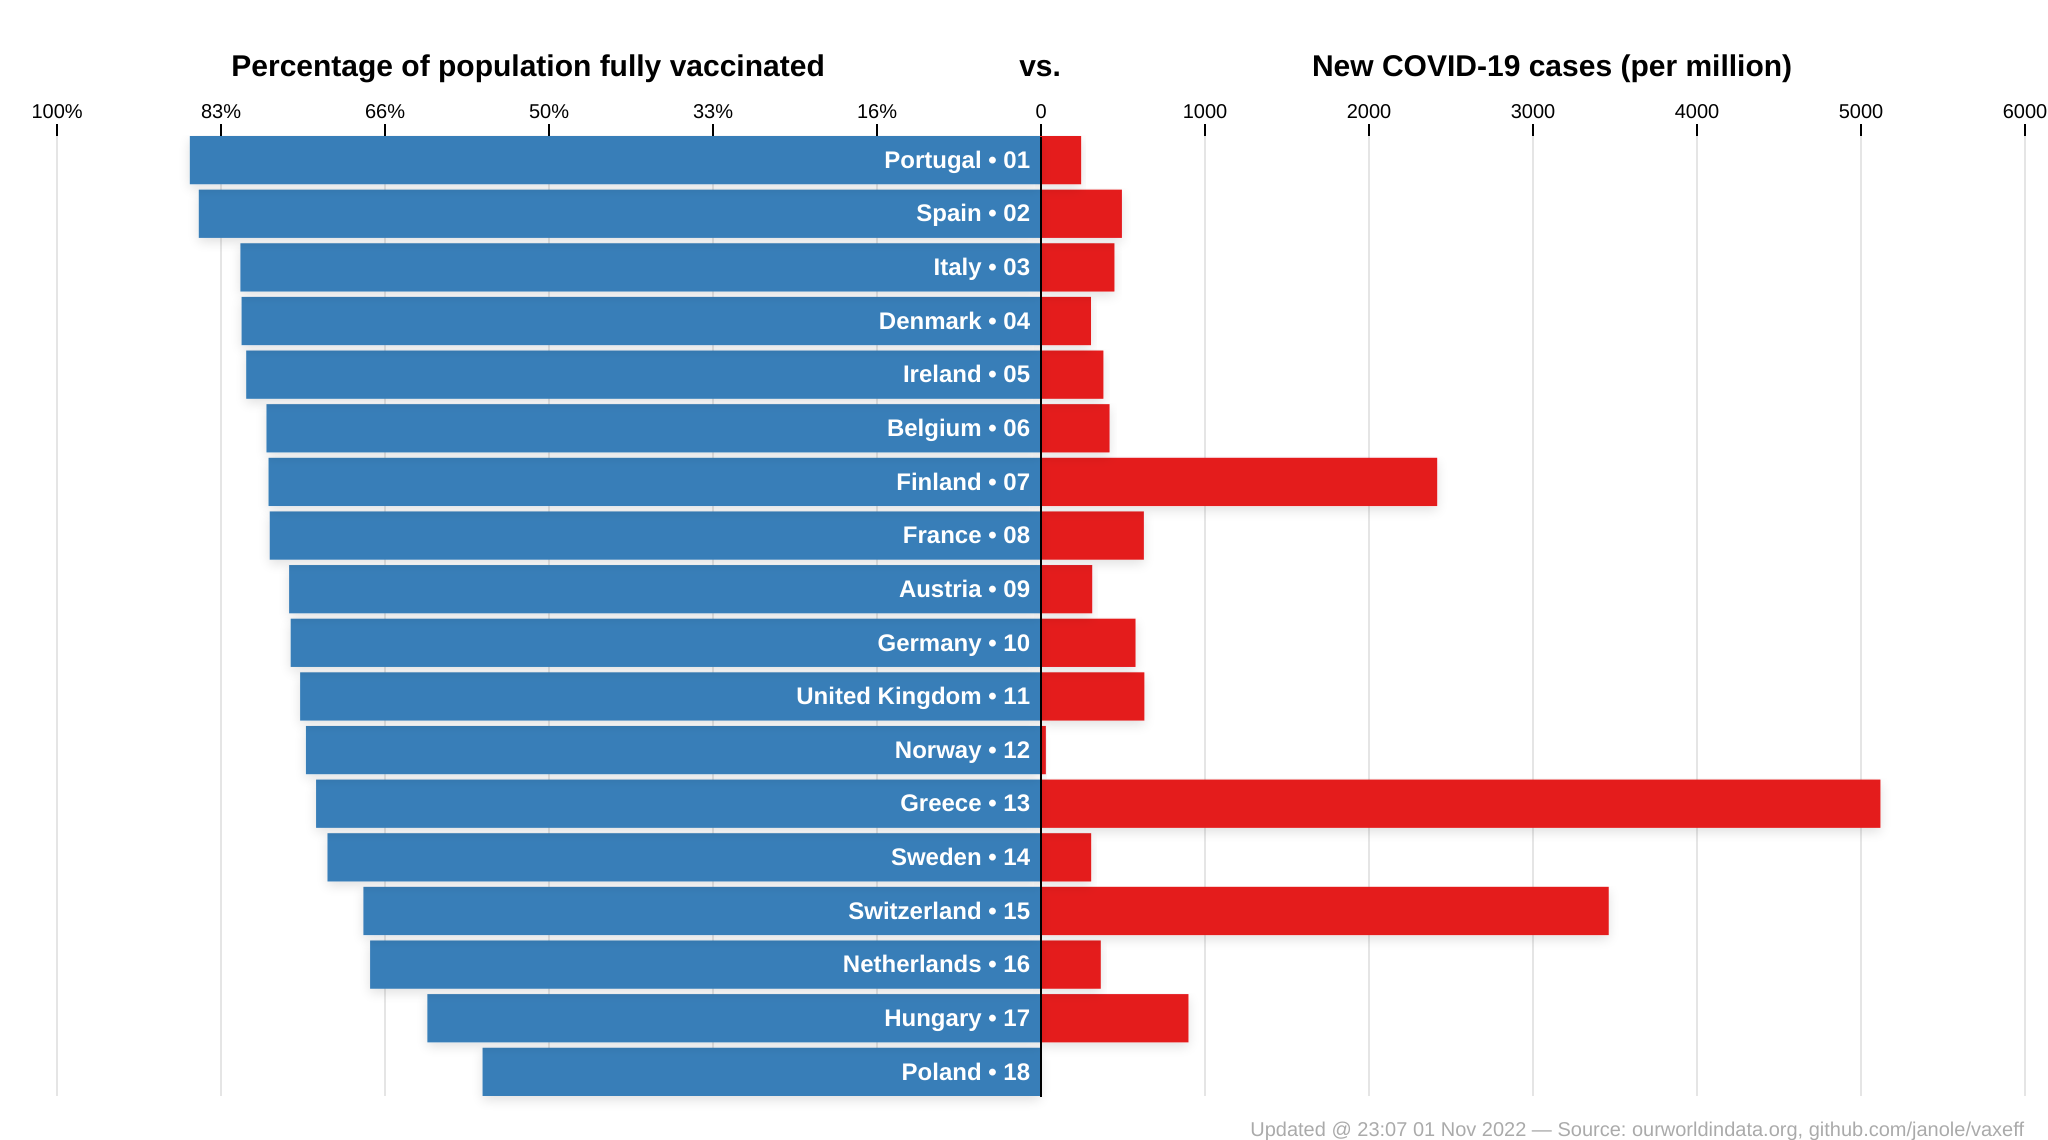 Percentage of population fully vaccinated vs. New COVID-19 cases (per million)
100% 83% 66% 50% 33% 16% 0 1000 2000 3000 4000 5000 6000
Portugal • 01
Spain • 02
Italy • 03
Denmark • 04
Ireland • 05
Belgium • 06
Finland • 07
France • 08
Austria • 09
Germany • 10
United Kingdom • 11
Norway • 12
Greece • 13
Sweden • 14
Switzerland • 15
Netherlands • 16
Hungary • 17
Poland • 18
Updated @ 23:07 01 Nov 2022 — Source: ourworldindata.org, github.com/janole/vaxeff